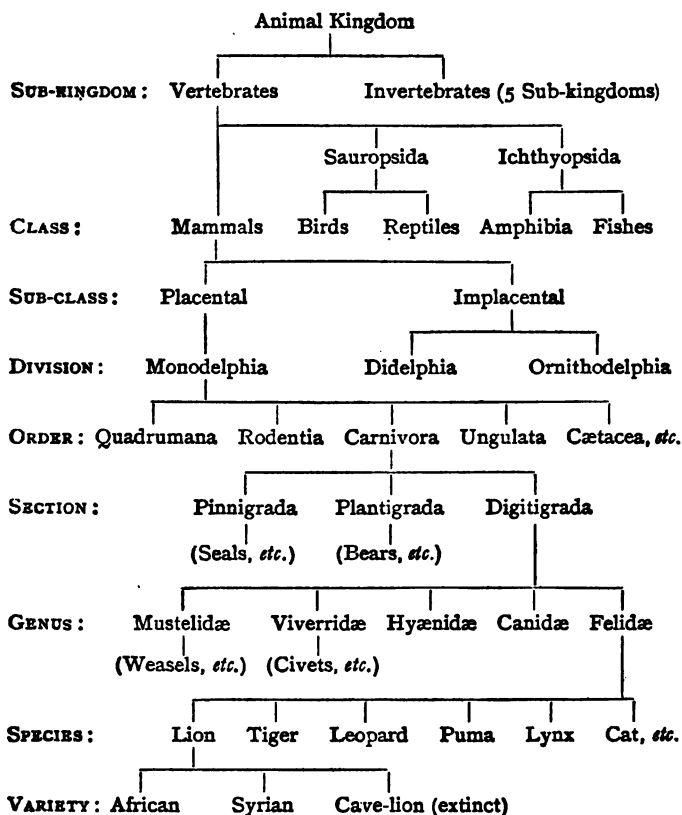 Animal Kingdom
SUB-KINGDOM: Vertebrates Invertebrates (5 Sub-kingdoms)
Sauropsida Ichthyopsida
CLASS: Mammals Birds Reptiles Amphibia Fishes
SUB-CLASS: Placental Implacental
DIVISION: Monodelphia Didelphia Ornithodelphia
ORDER: Quadrumana Rodentia Carnivora Ungulata Cætacea, etc.
SECTION: Pinnigrada Plantigrada Digitigrada
(Seals, etc.) (Bears, etc.)
GENUS: Mustelidæ Viverridæ Hyænidæ Canidæ Felidæ
(Weasels, etc.) (Civets, etc.)
SPECIES: Lion Tiger Leopard Puma Lynx Cat, etc.
VARIETY: African Syrian Cave-lion (extinct)